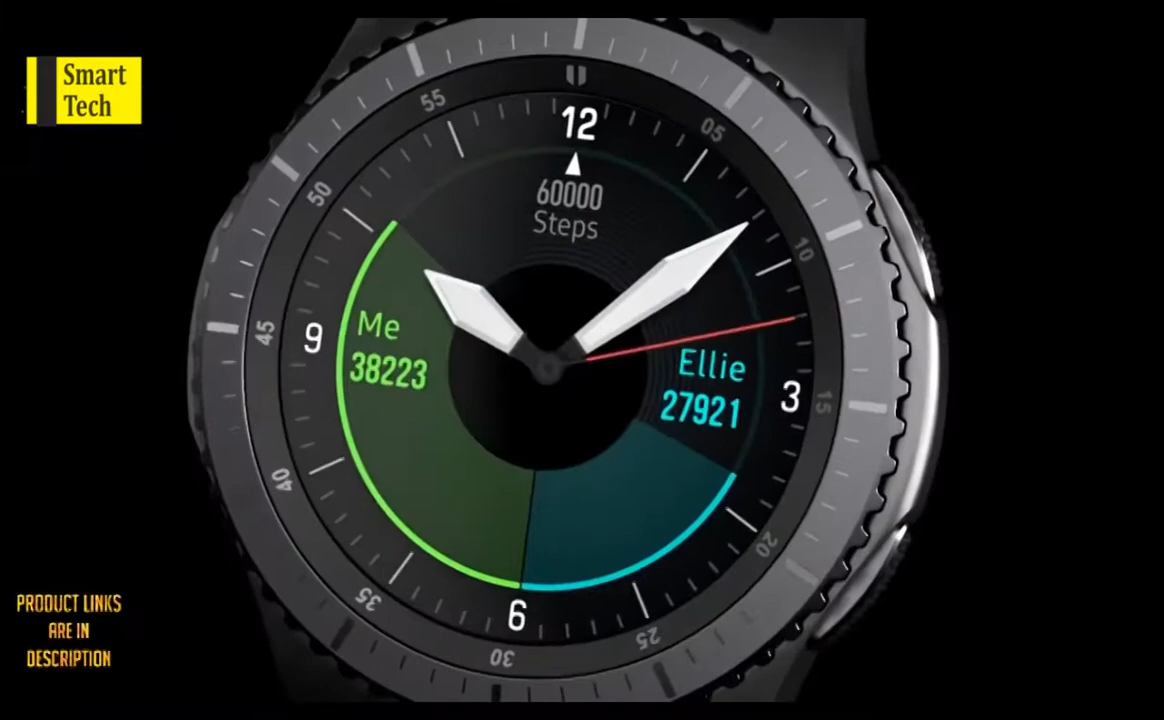 Smart
Tech
55
05
12
50
60000
Steps
10
45
9
Me
38223
Ellie
27921
3
15
40
20
35
6
25
30
PRODUCT LINKS
ARE IN
DESCRIPTION